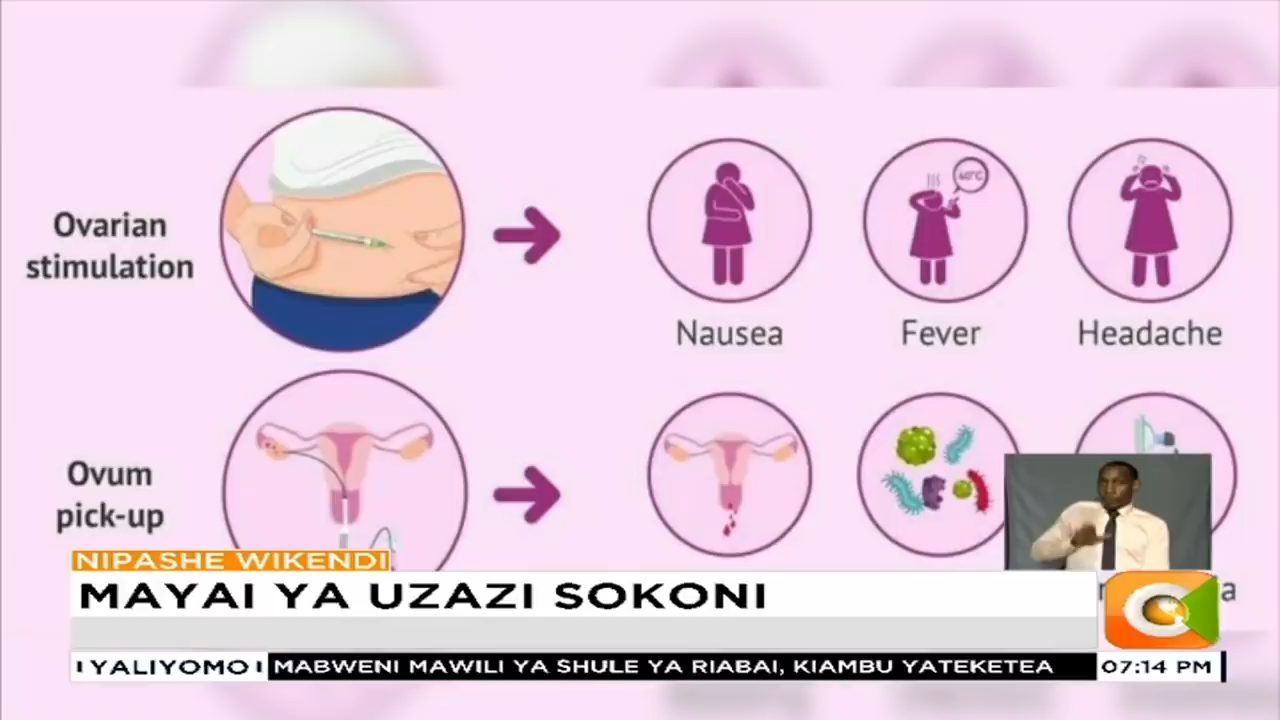 Ovarian
stimulation
40°C
Nausea
Fever
Headache
Ovum
pick-up
NIPASHE WIKENDI
MAYAI YA UZAZI SOKONI
YALIYOMO
MABWENI MAWILI YA SHULE YA RIABAI, KIAMBU YATEKETEA
07:14 PM